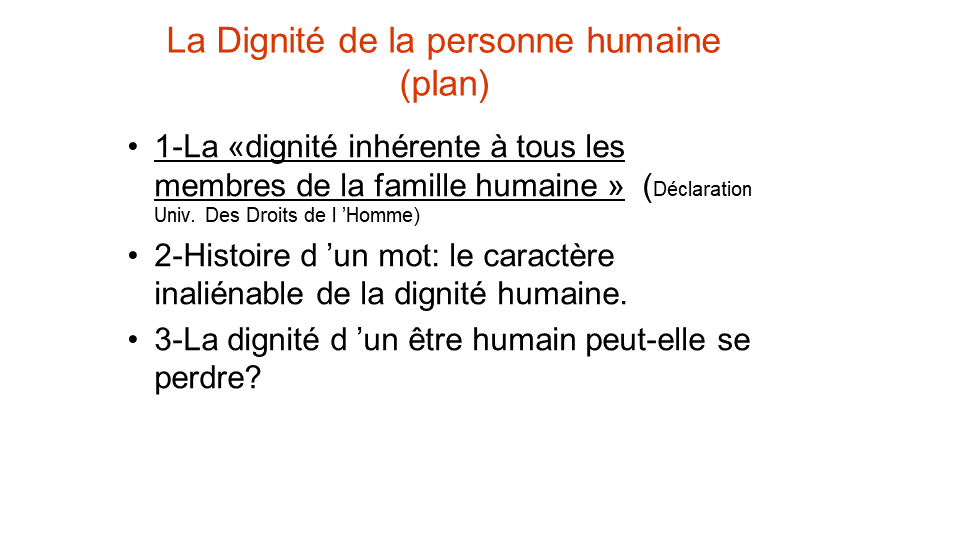 La Dignité de la personne humaine
(plan)
• 1-La «dignité inhérente à tous les
membres de la famille humaine » (Déclaration
Univ. Des Droits de l ’Homme)
• 2-Histoire d ’un mot: le caractère
inaliénable de la dignité humaine.
• 3-La dignité d ’un être humain peut-elle se
perdre?